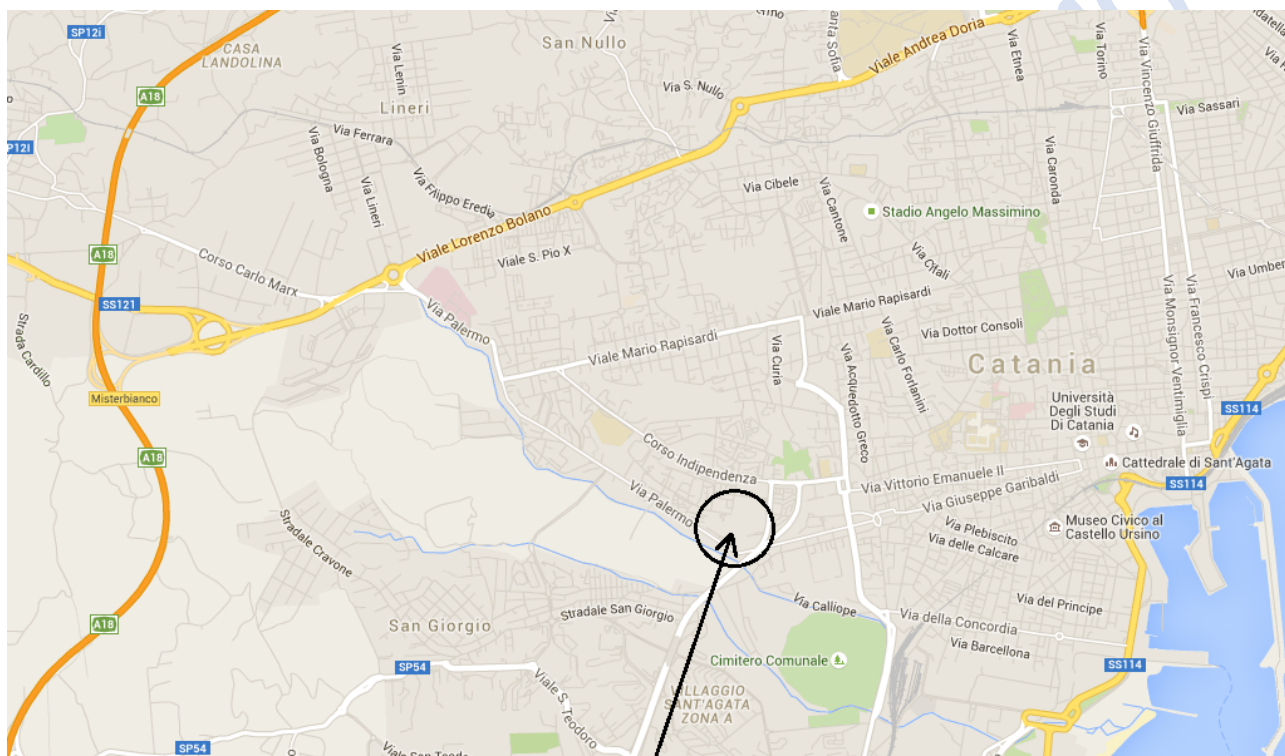 SP12i
CASA
LANDOLINA
San Nullo
Viale Andrea Doria
Via Etnea
Via Torino
Via Vincenzo Giuffrida
A18
Via Lenin
Lineri
Via S. Nullo
Via Sassari
Via Ferrara
Via Bologna
Via Lineri
Via Filippo Eredia
Via Cibele
Via Cantone
Via Caronda
Stadio Angelo Massimino
Viale Lorenzo Bolano
A18
Corso Carlo Marx
Viale S. Pio X
Via Cifali
SS121
Via Palermo
Viale Mario Rapisardi
Via Monsignor Ventimiglia
Via Francesco Crispi
Strada Cardillo
Viale Mario Rapisardi
Via Curia
Via Dottor Consoli
Via Carlo Forlanini
Via Acquedotto Greco
Catania
Misterbianco
Università
Degli Studi
Di Catania
SS114
A18
Corso Indipendenza
Via Vittorio Emanuele II
Cattedrale di Sant'Agata
SS114
Via Palermo
Via Giuseppe Garibaldi
Via Plebiscito
Via delle Calcare
Museo Civico al
Castello Ursino
Stradale Cravone
Stradale San Giorgio
Via Calliope
Via del Principe
A18
San Giorgio
Via della Concordia
Via Barcellona
SP54
Cimitero Comunale
SS114
Viale S. Teodoro
VILLAGGIO
SANT'AGATA
ZONA A
SP54